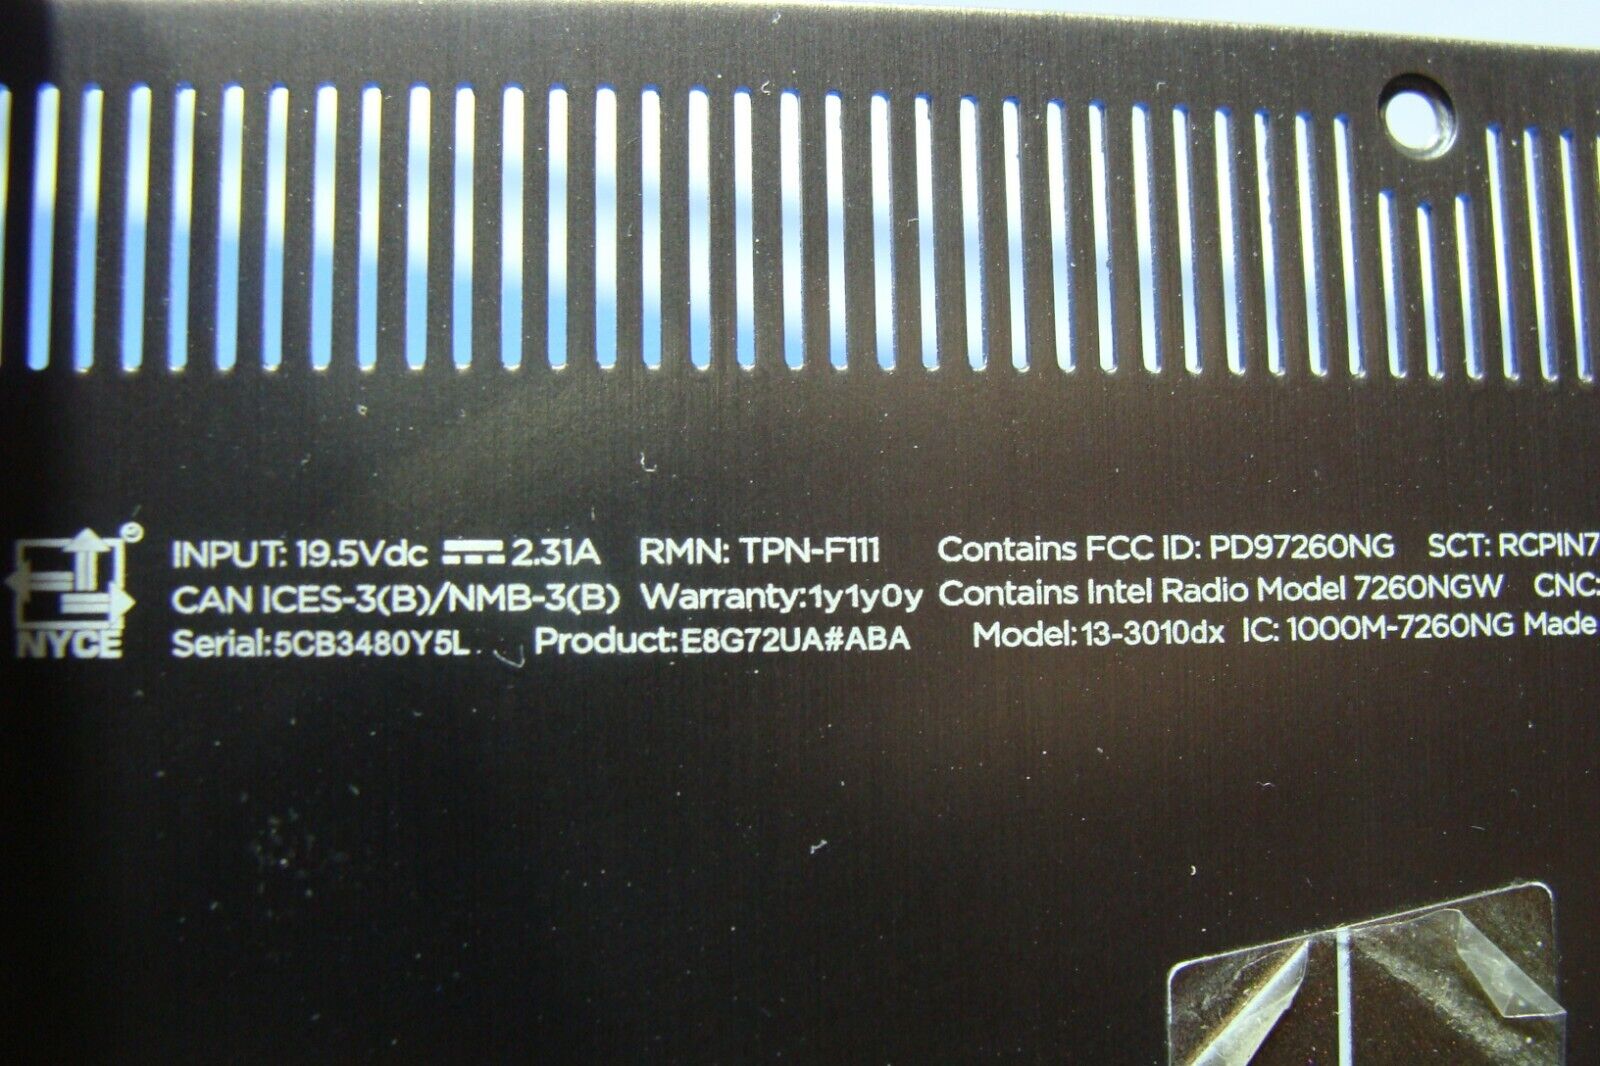 INPUT: 19.5Vdc 2.31A RMN: TPN-F111 Contains FCC ID: PD97260NG SCT: RCPIN7
CAN ICES-3(B)/NMB-3(B) Warranty:1y1y0y Contains Intel Radio Model 7260NGW CNC:
NYCE Serial:5CB3480Y5L Product:E8G72UA#ABA Model:13-3010dx IC: 1000M-7260NG Made